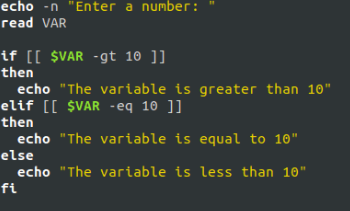 echo -n "Enter a number: "
read VAR

if [[ $VAR -gt 10 ]]
then
  echo "The variable is greater than 10"
elif [[ $VAR -eq 10 ]]
then
  echo "The variable is equal to 10"
else
  echo "The variable is less than 10"
fi